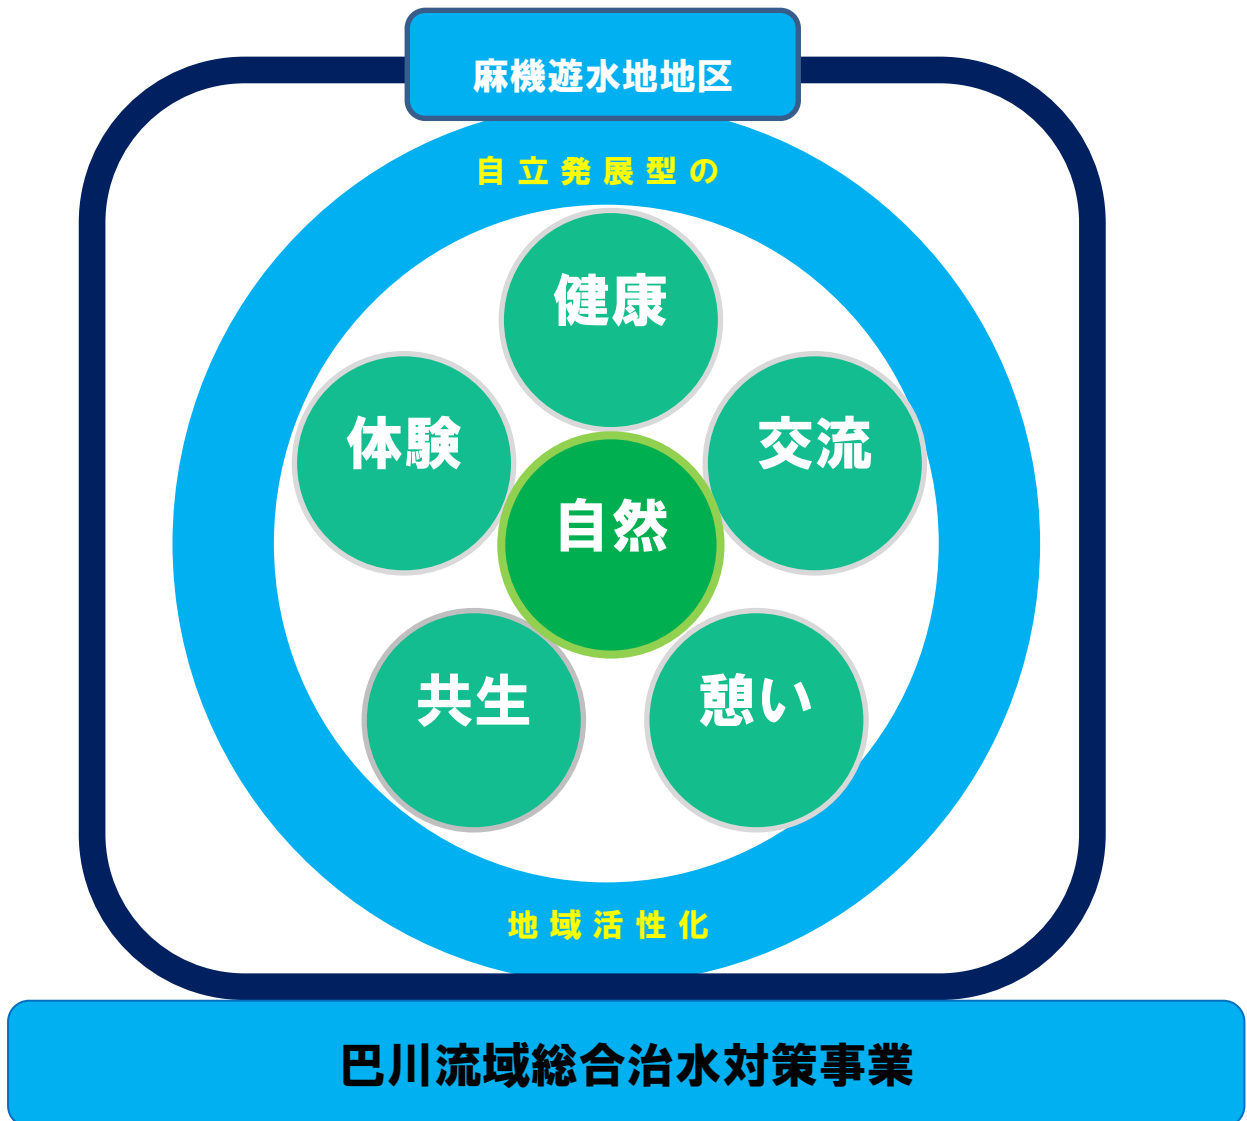 麻機遊水地地区
自立発展型の
健康
体験
交流
自然
共生
憩い
地域活性化
巴川流域総合治水対策事業